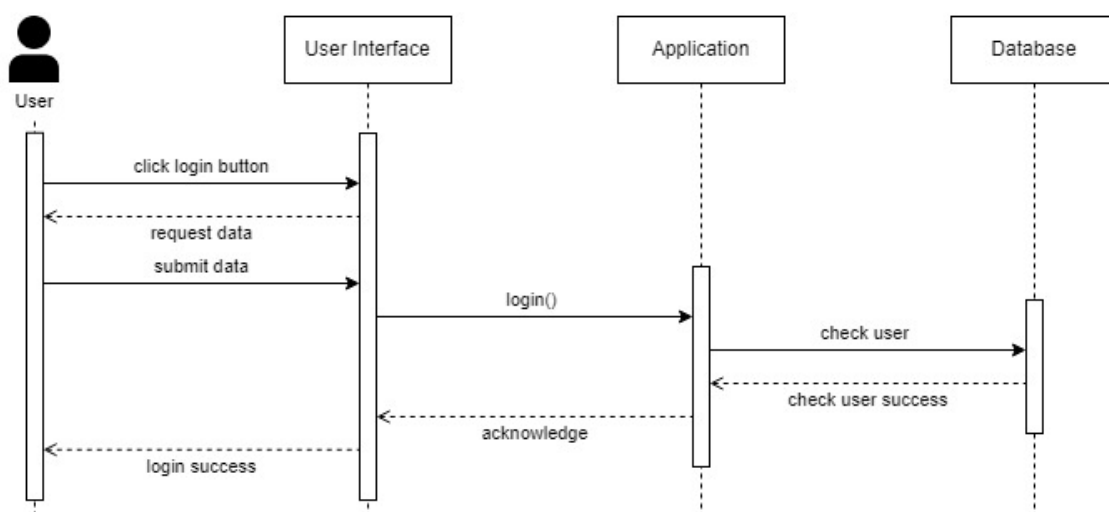 User Interface
Application
Database
User
click login button
request data
submit data
login()
check user
check user success
acknowledge
login success